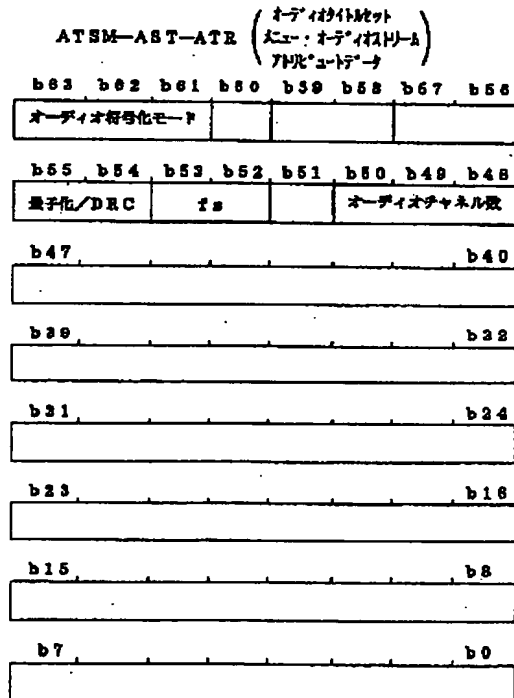 ATSM—AST—ATR
オーディオタイトルセット
メニュー・オーディオストリーム
アトリビュートデータ
b63 b62 b61 b60 b59 b58 b57 b56
オーディオ符号化モード
b55 b54 b53 b52 b51 b50 b49 b48
量子化/DRC fs オーディオチャネル数
b47 b40
b39 b32
b31 b24
b23 b16
b15 b8
b7 b0